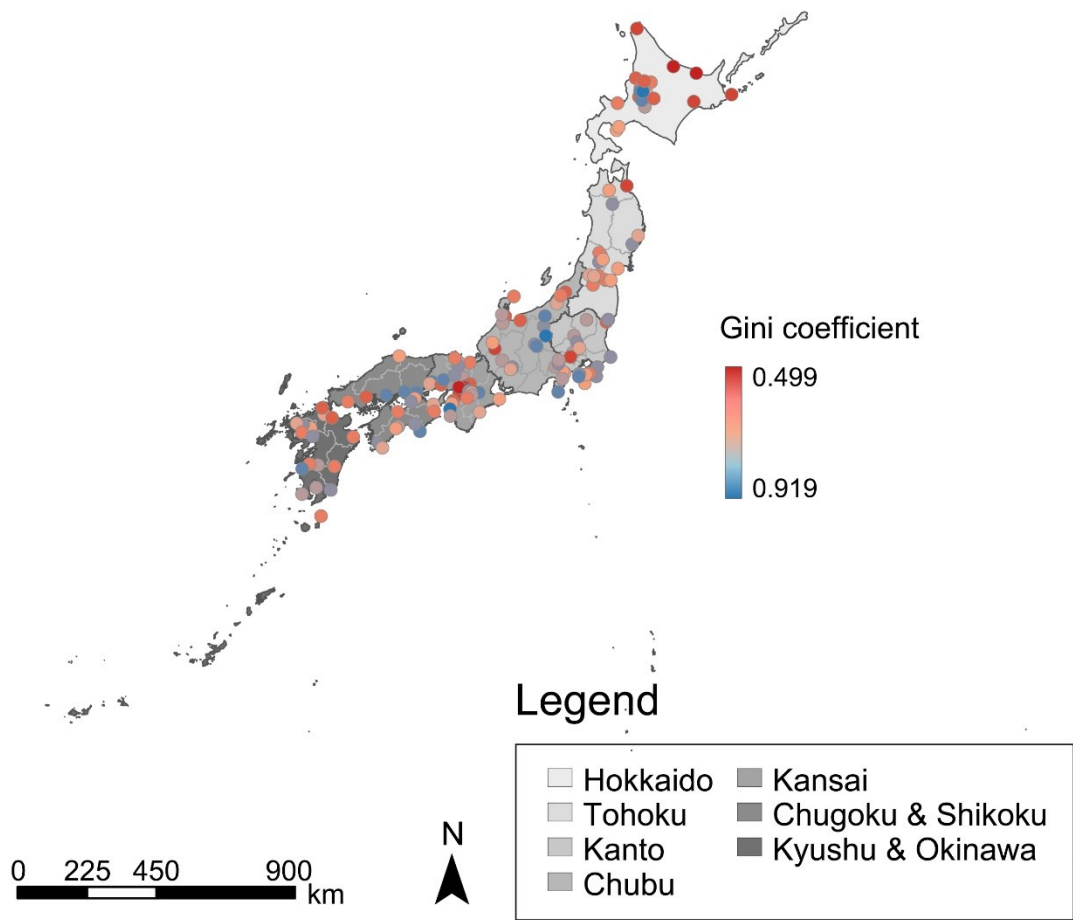 Gini coefficient
0.499
0.919
Legend
Hokkaido
Tohoku
Kanto
Chubu
Kansai
Chugoku & Shikoku
Kyushu & Okinawa
N
0 225 450 900
km